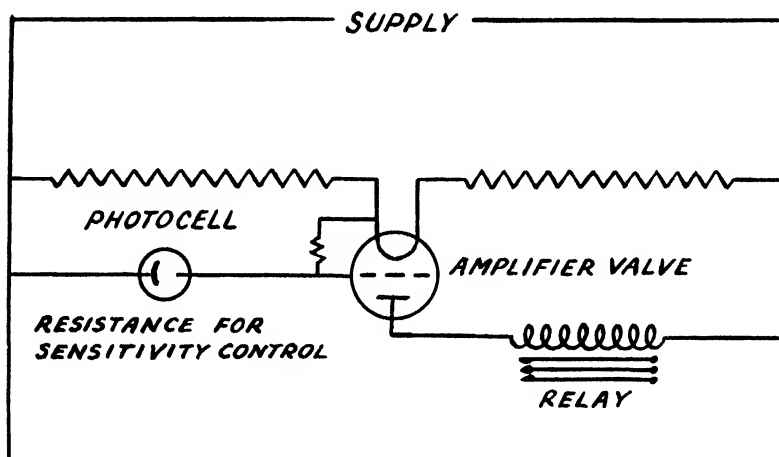 SUPPLY
PHOTOCELL
AMPLIFIER VALVE
RESISTANCE FOR
SENSITIVITY CONTROL
RELAY